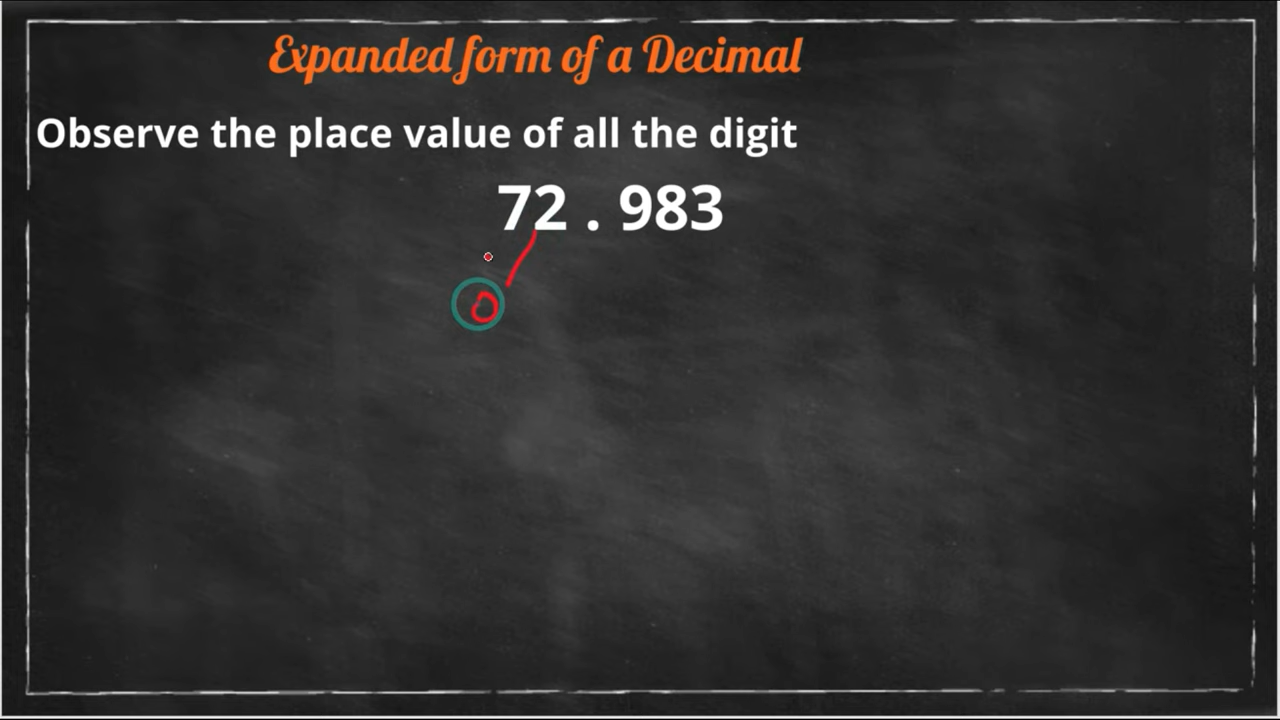 Expanded form of a Decimal
Observe the place value of all the digit
72 . 983
O